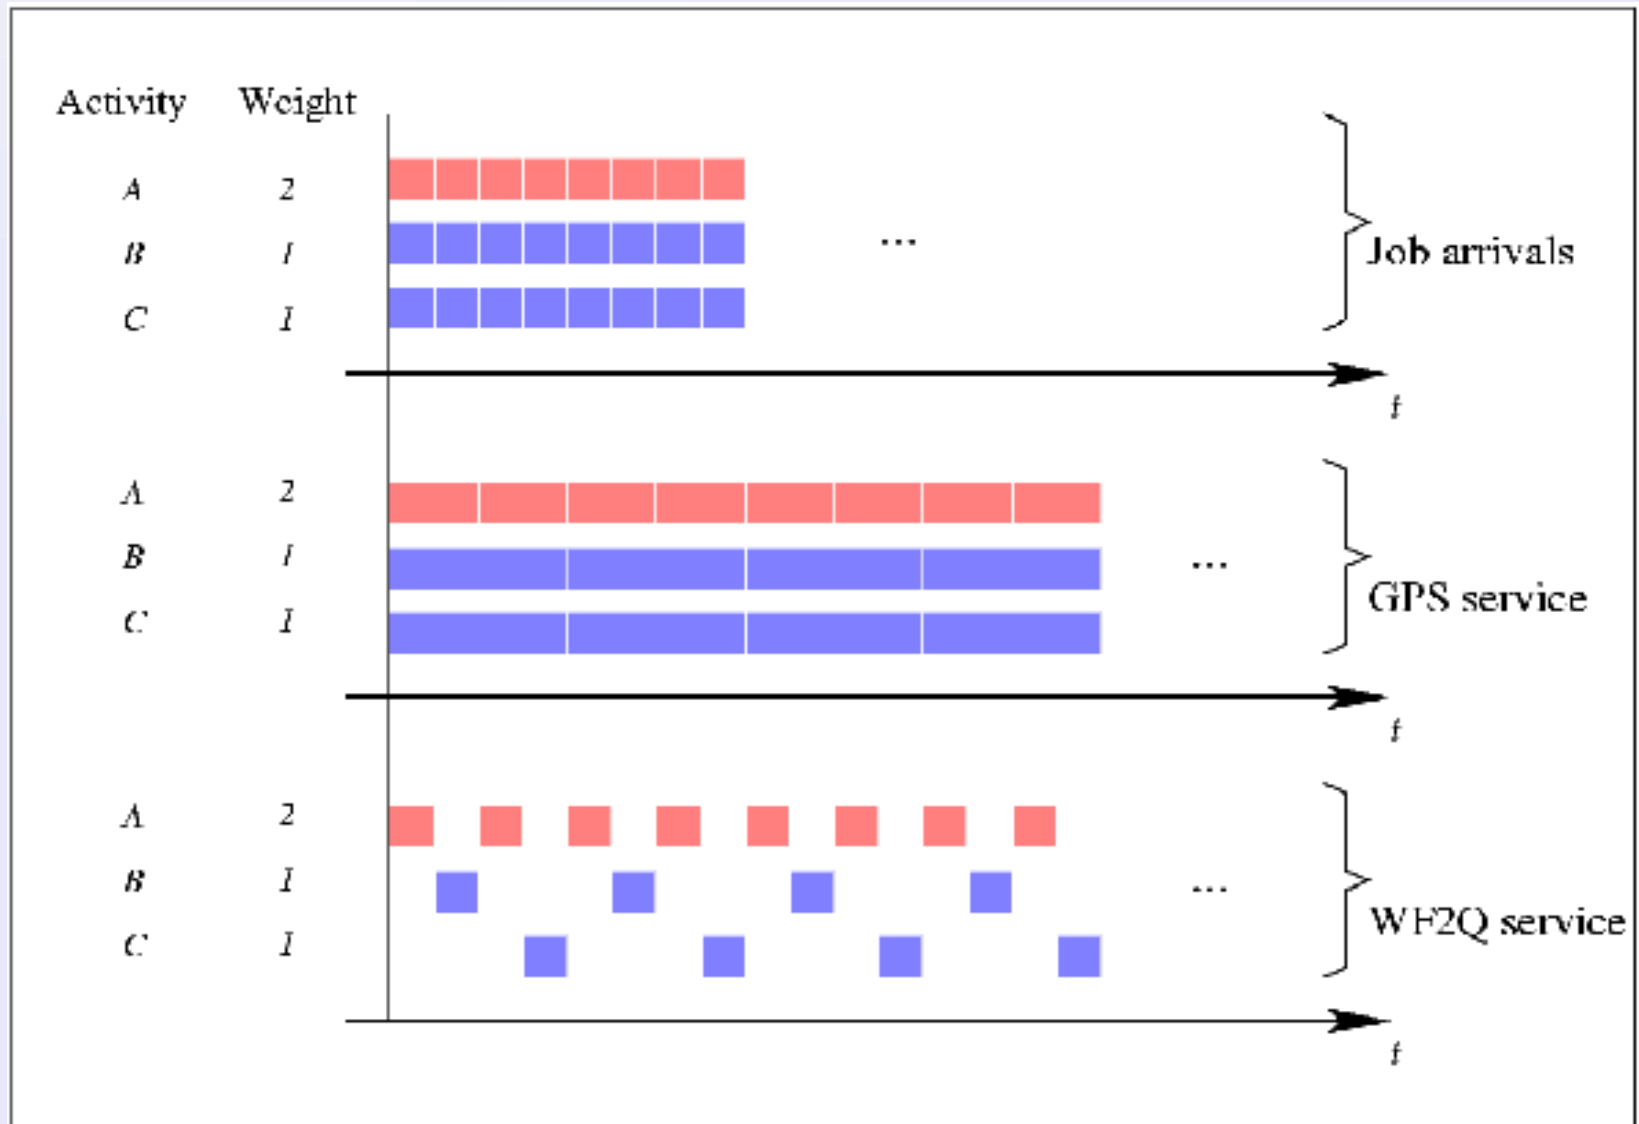 Activity Weight
A 2
B 1
C 1
...
Job arrivals
t
A 2
B 1
C 1
...
GPS service
t
A 2
B 1
C 1
...
WF2Q service
t